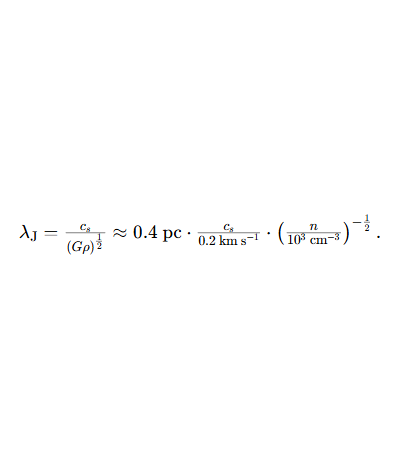 λ_J = c_s / (Gρ)^{1/2} ≈ 0.4 pc · c_s / 0.2 km s^{−1} · (n / 10^3 cm^{−3})^{−1/2} .